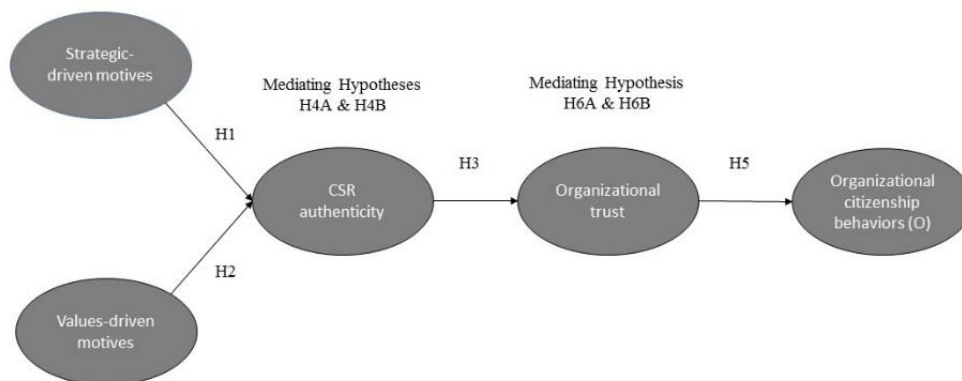 Strategic-
driven motives
Mediating Hypotheses
H4A & H4B
Mediating Hypothesis
H6A & H6B
H1
H3
H5
CSR
authenticity
Organizational
trust
Organizational
citizenship
behaviors (O)
H2
Values-driven
motives